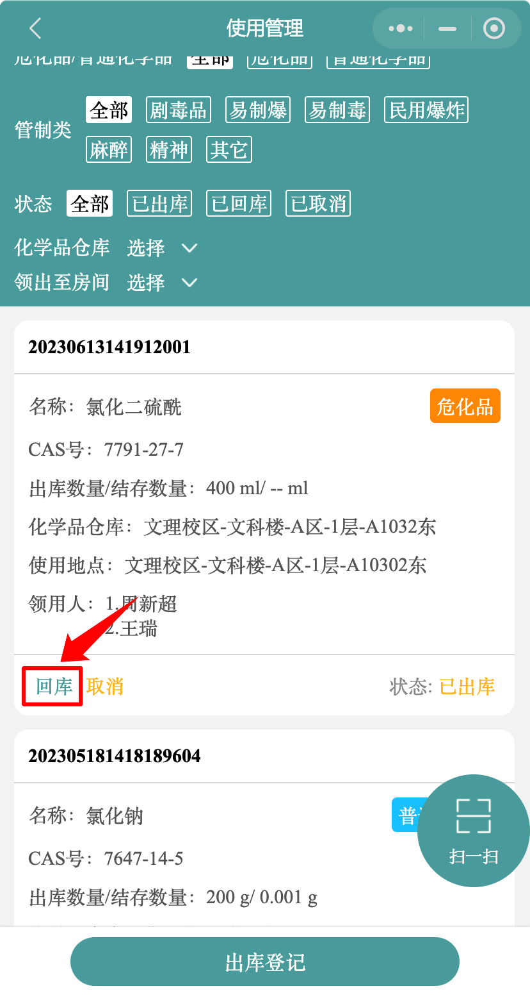 使用管理
危化品/普通化学品 全部 危化品 普通化学品
管制类 全部 剧毒品 易制爆 易制毒 民用爆炸
麻醉 精神 其它
状态 全部 已出库 已回库 已取消
化学品仓库 选择
领出至房间 选择
20230613141912001
名称：氯化二硫酰 危化品
CAS号：7791-27-7
出库数量/结存数量：400 ml/ -- ml
化学品仓库：文理校区-文科楼-A区-1层-A1032东
使用地点：文理校区-文科楼-A区-1层-A10302东
领用人：1.周新超
2.王瑞
回库 取消 状态: 已出库
202305181418189604
名称：氯化钠 普
CAS号：7647-14-5
扫一扫
出库数量/结存数量：200 g/ 0.001 g
出库登记